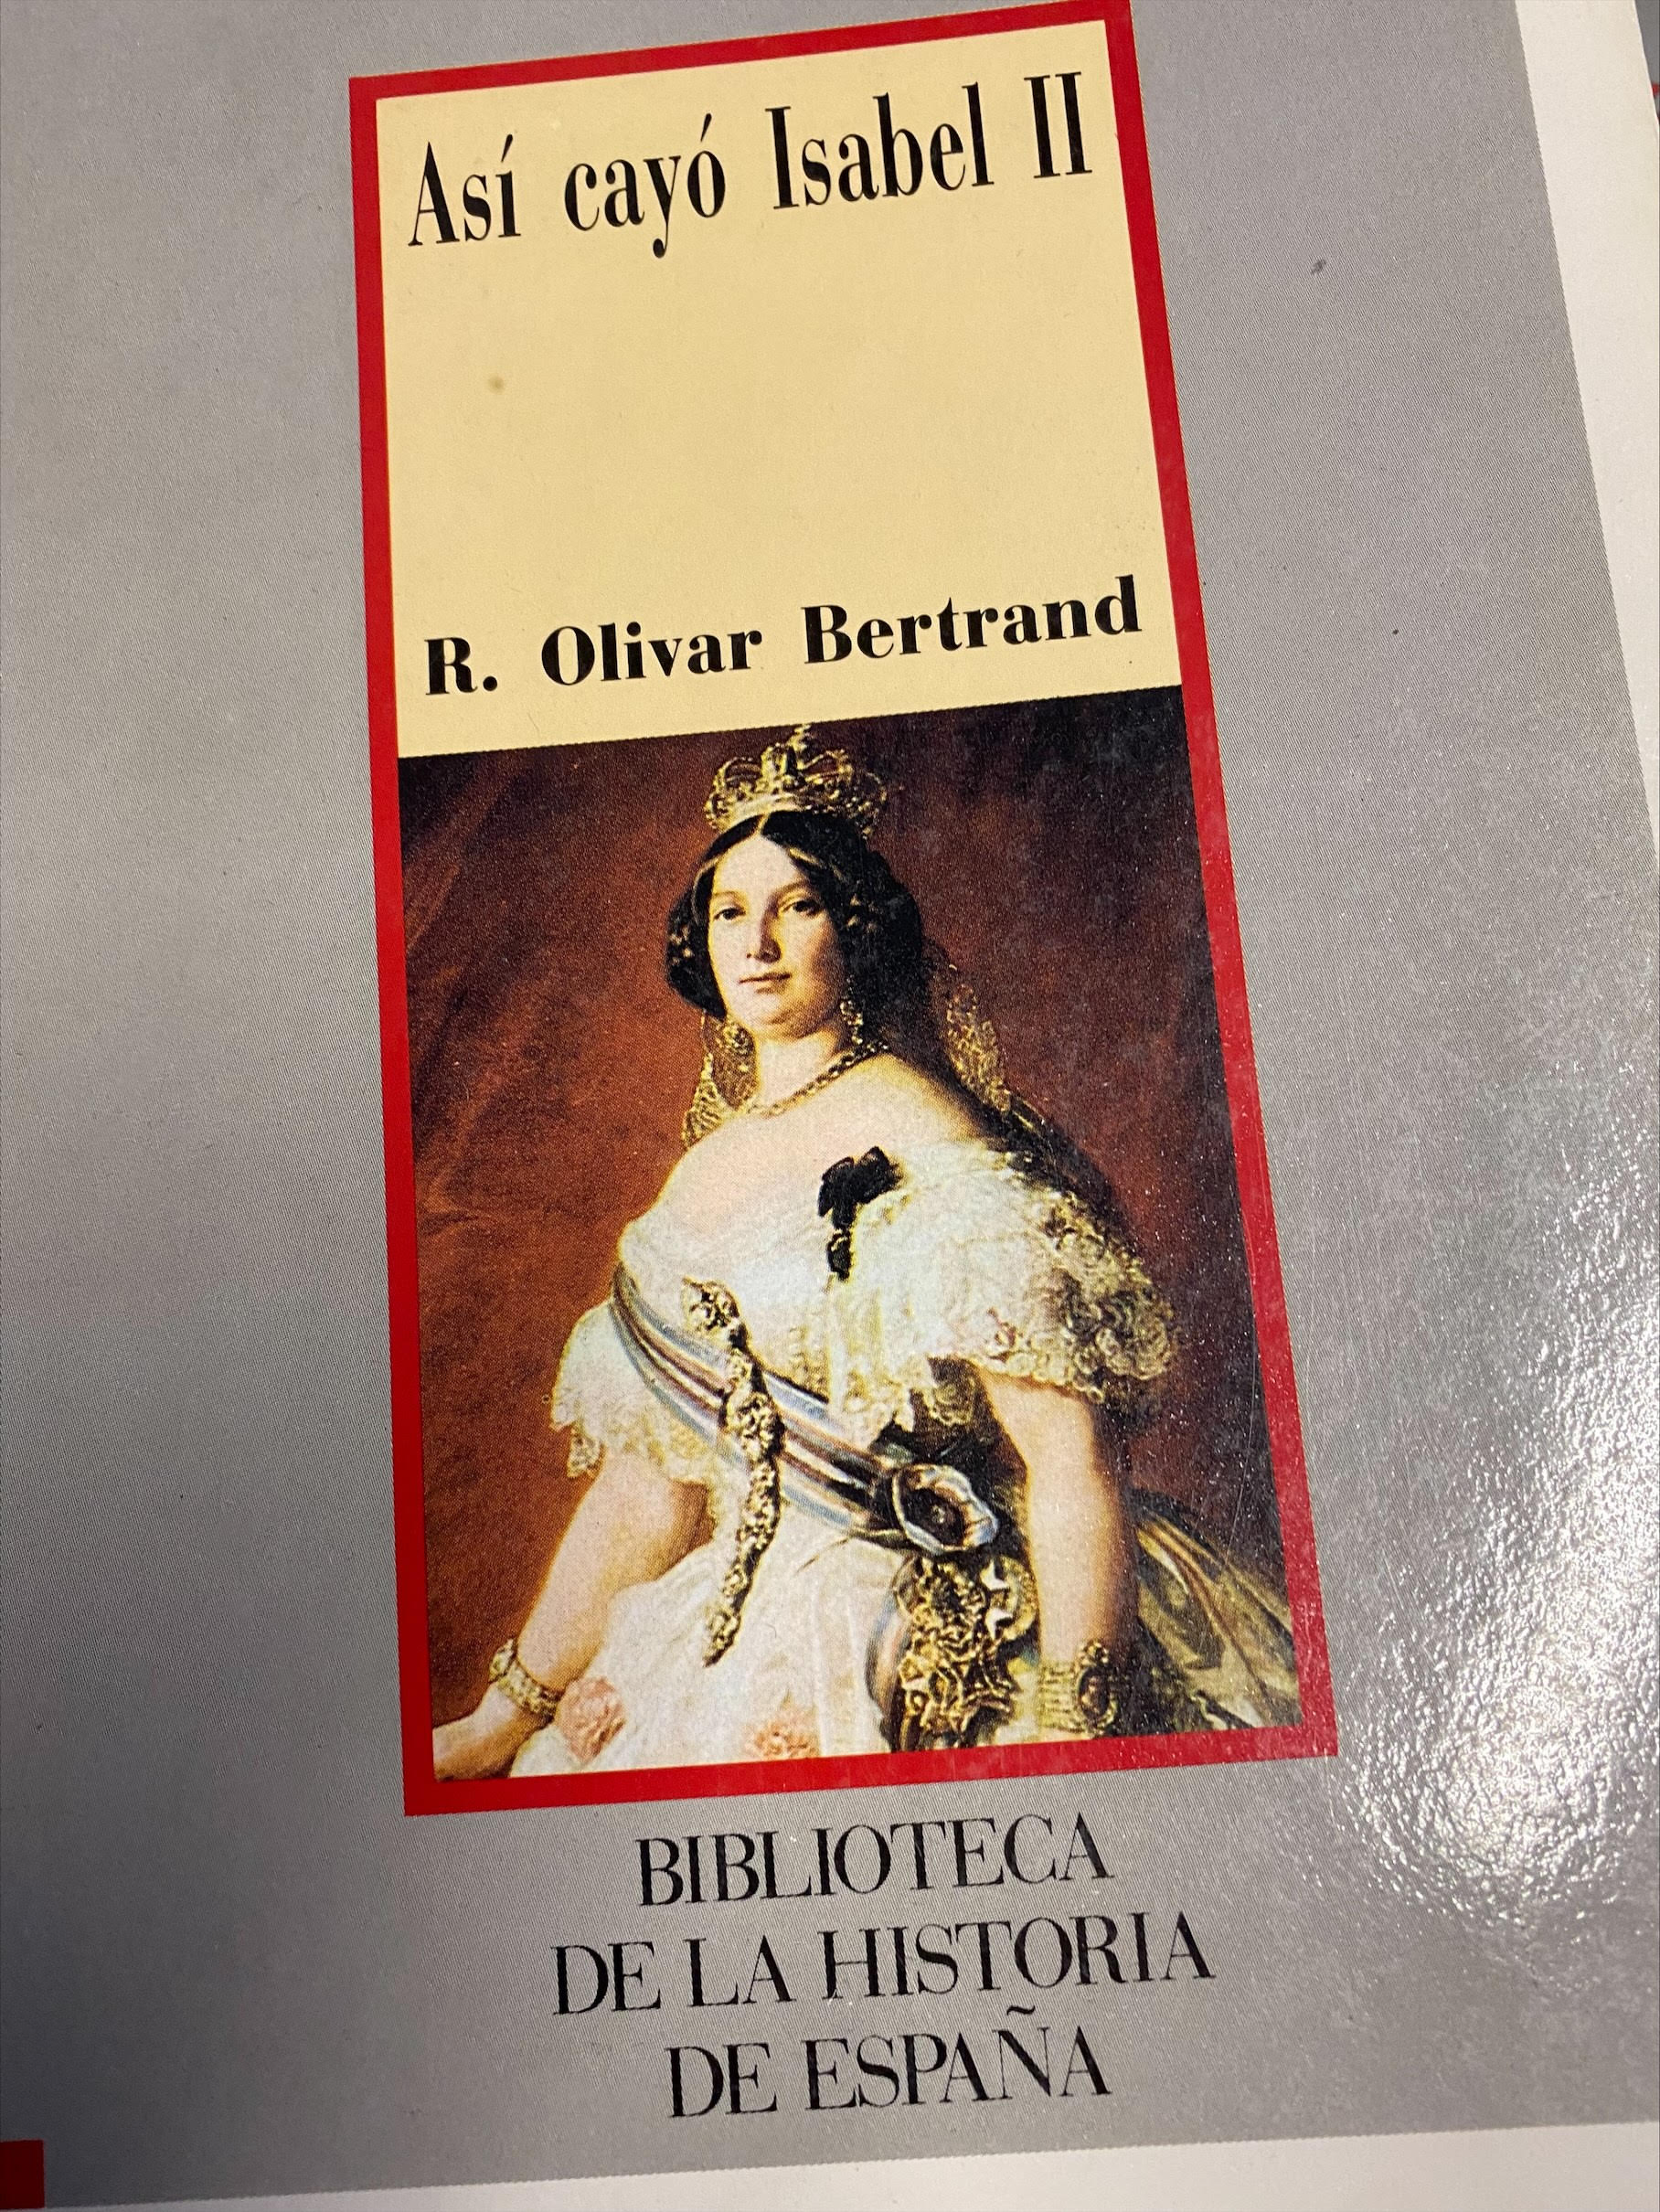 Así cayó Isabel II
R. Olivar Bertrand
BIBLIOTECA
DE LA HISTORIA
DE ESPAÑA